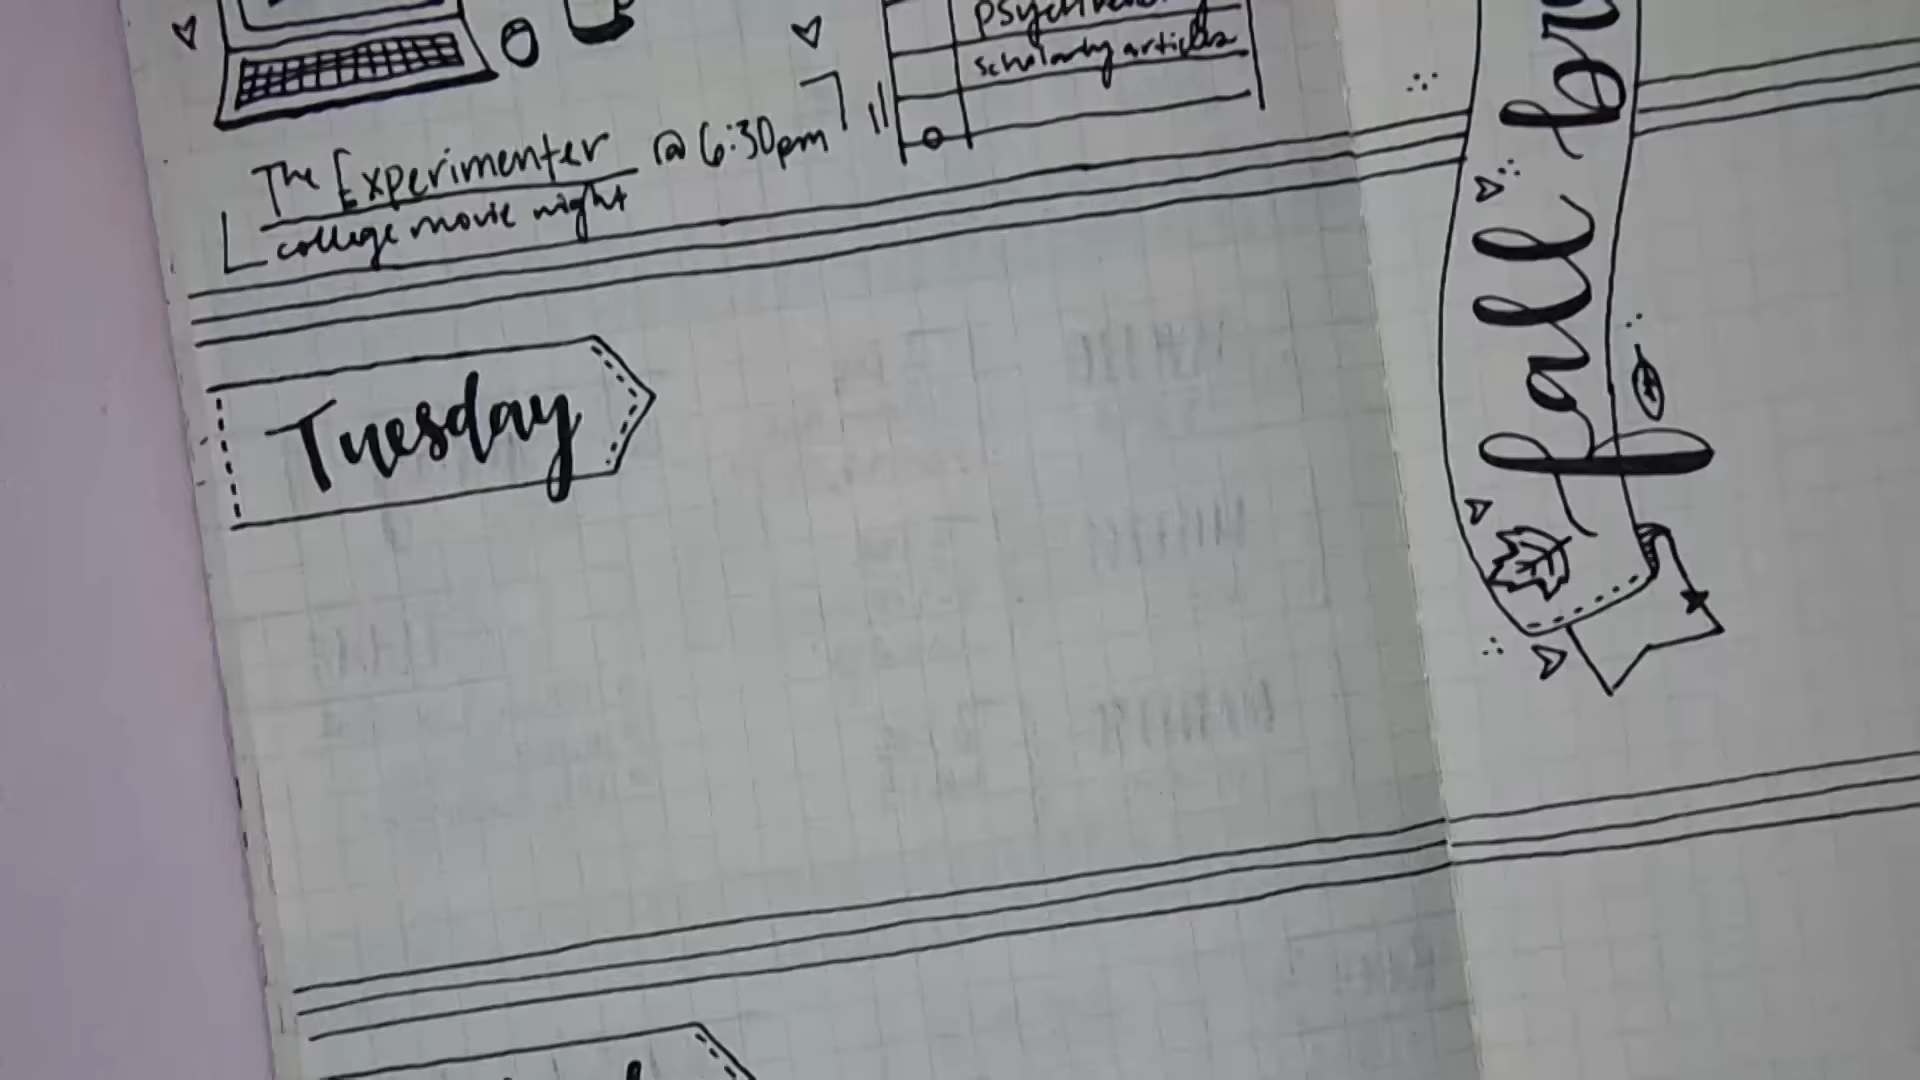 scholarly articles
The Experimenter @ 6:30pm
college movie night
Tuesday
fall